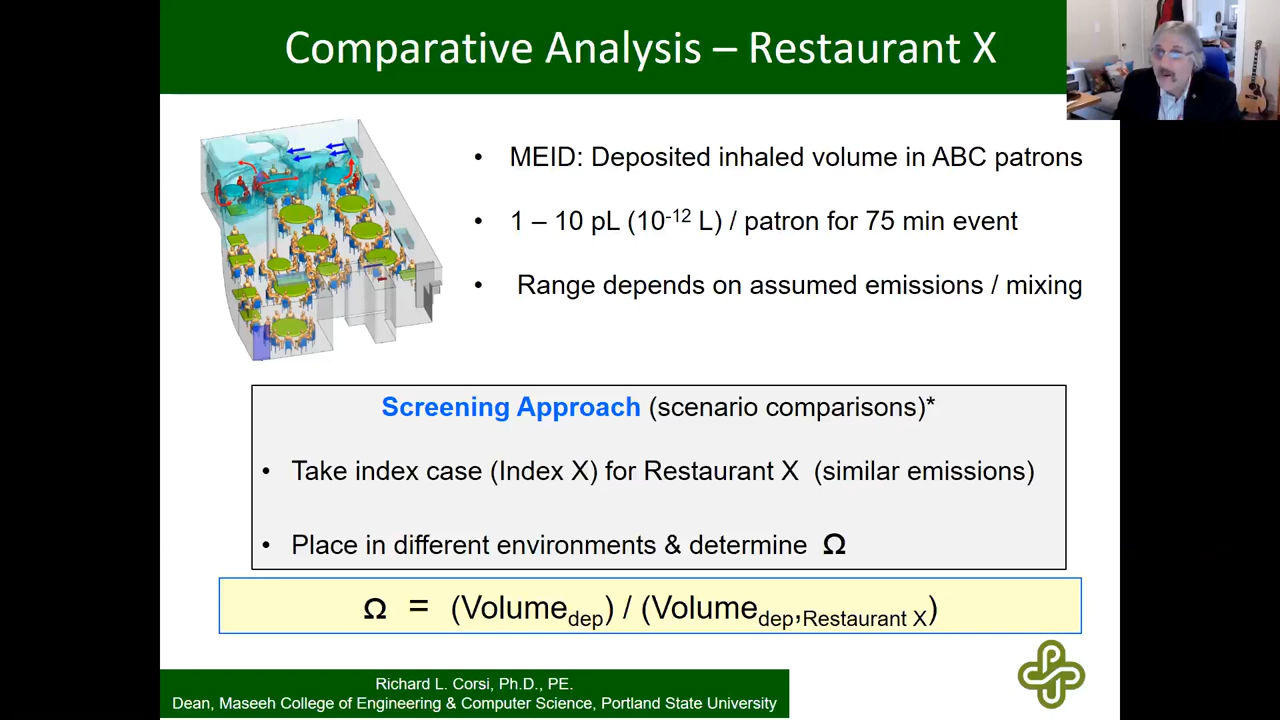 Comparative Analysis – Restaurant X
• MEID: Deposited inhaled volume in ABC patrons
• 1 – 10 pL (10-12 L) / patron for 75 min event
• Range depends on assumed emissions / mixing
Screening Approach (scenario comparisons)*
• Take index case (Index X) for Restaurant X (similar emissions)
• Place in different environments & determine Ω
Ω = (Volumedep) / (Volumedep,Restaurant X)
Richard L. Corsi, Ph.D., PE.
Dean, Maseeh College of Engineering & Computer Science, Portland State University